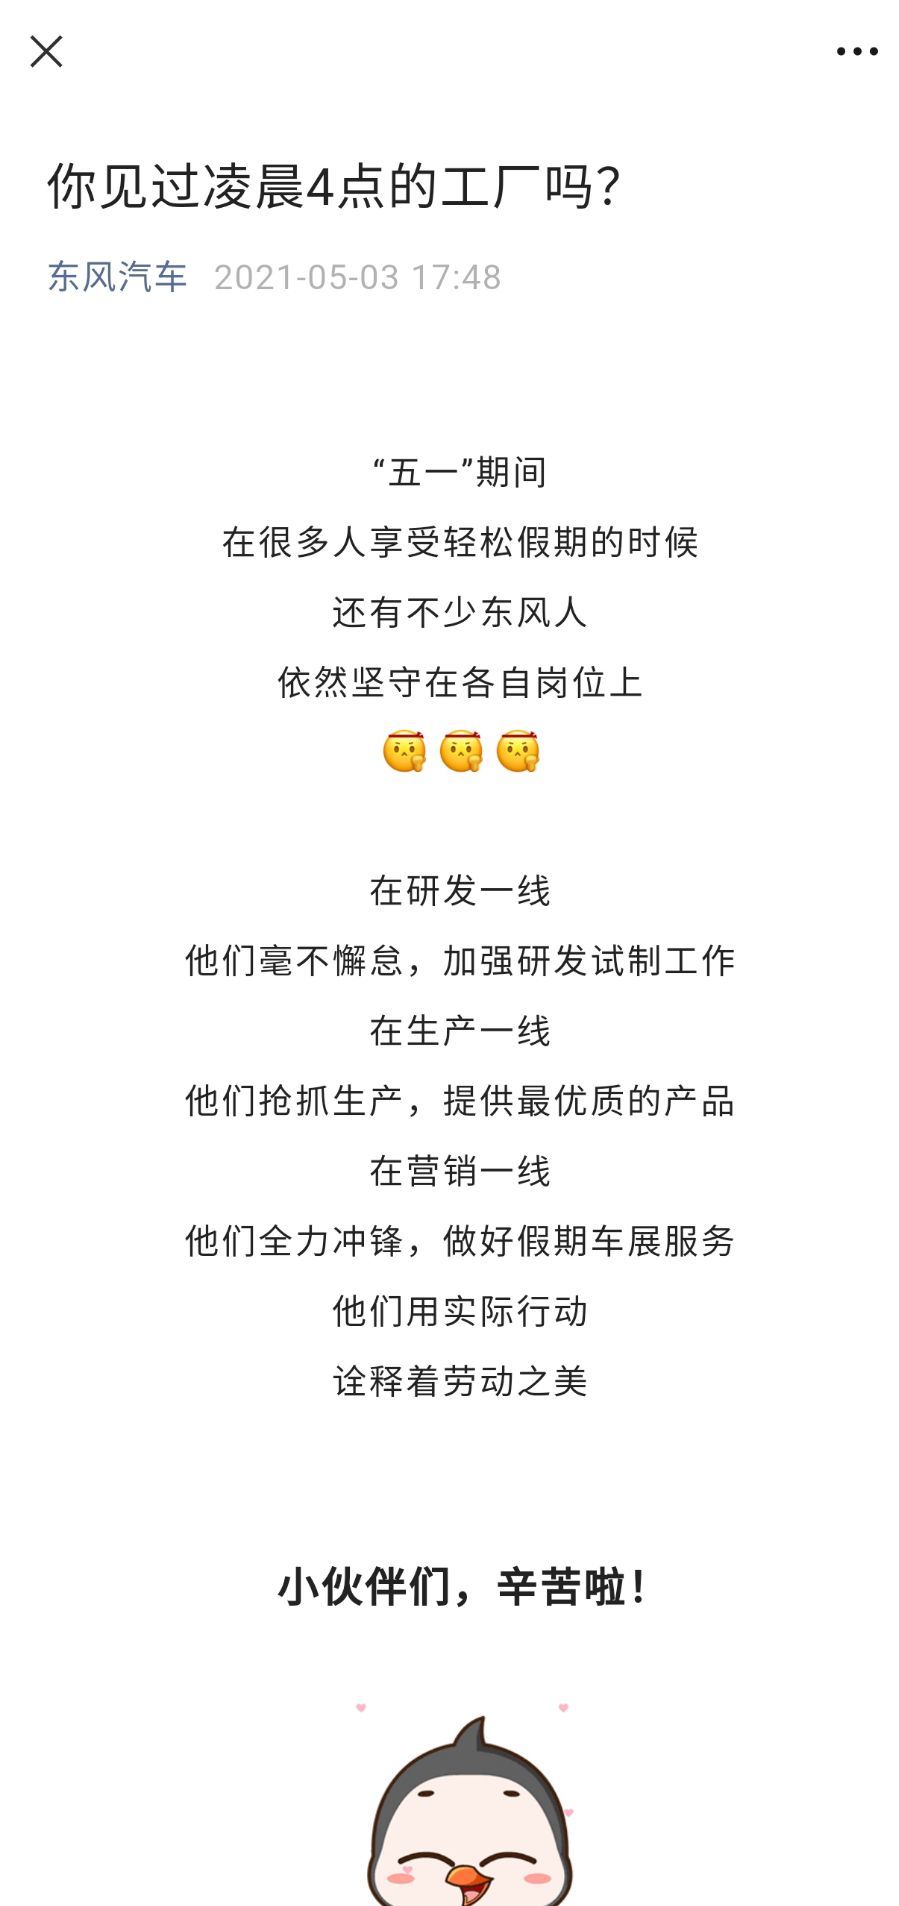 你见过凌晨4点的工厂吗?
东风汽车 2021-05-03 17:48
“五一”期间
在很多人享受轻松假期的时候
还有不少东风人
依然坚守在各自岗位上
在研发一线
他们毫不懈怠，加强研发试制工作
在生产一线
他们抢抓生产，提供最优质的产品
在营销一线
他们全力冲锋，做好假期车展服务
他们用实际行动
诠释着劳动之美
小伙伴们，辛苦啦！